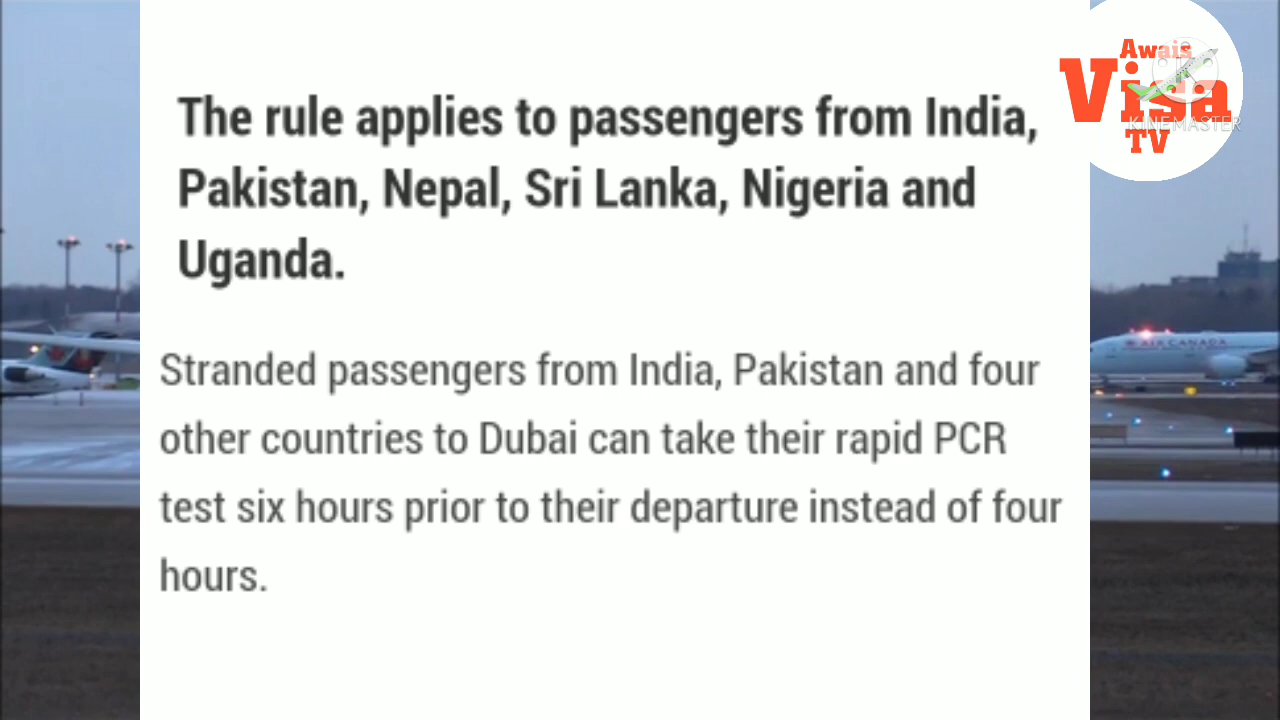 The rule applies to passengers from India,
Pakistan, Nepal, Sri Lanka, Nigeria and
Uganda.
Stranded passengers from India, Pakistan and four
other countries to Dubai can take their rapid PCR
test six hours prior to their departure instead of four
hours.
Awais
Visa
TV
KINEMASTER
AIR CANADA